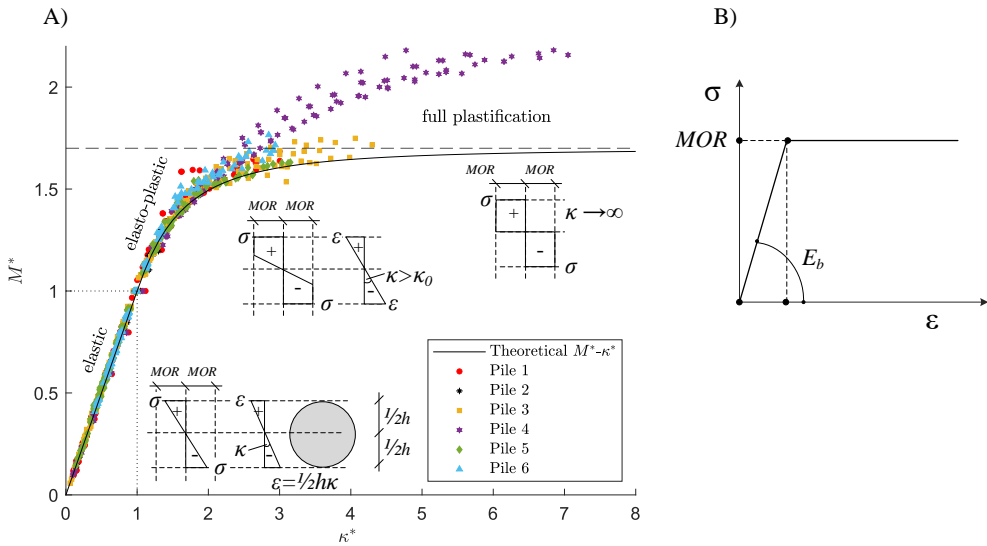 A)
B)
2
1.5
1
0.5
0
M*
0 1 2 3 4 5 6 7 8
κ*
full plastification
elasto-plastic
elastic
MOR MOR
σ
+
-
σ
κ →∞
MOR MOR
σ
+
-
σ
ε
+
-
κ>κ0
ε
MOR MOR
σ
+
-
σ
ε
+
κ
-
½h
½h
ε=½hκ
Theoretical M*-κ*
Pile 1
Pile 2
Pile 3
Pile 4
Pile 5
Pile 6
σ
MOR
E_b
ε